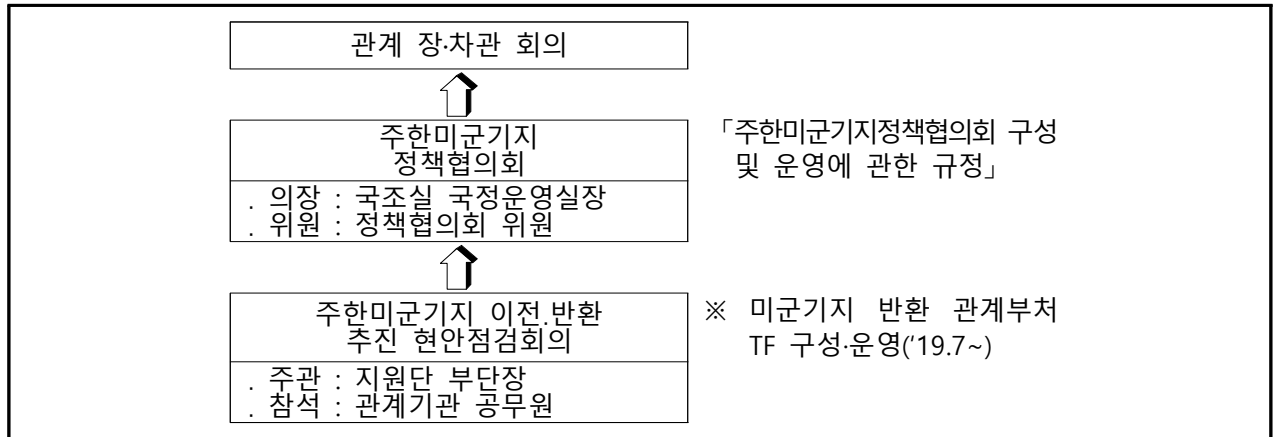 관계 장·차관 회의
주한미군기지
정책협의회
. 의장 : 국조실 국정운영실장
. 위원 : 정책협의회 위원
「주한미군기지정책협의회 구성
및 운영에 관한 규정」
주한미군기지 이전.반환
추진 현안점검회의
. 주관 : 지원단 부단장
. 참석 : 관계기관 공무원
※ 미군기지 반환 관계부처
TF 구성·운영('19.7~)